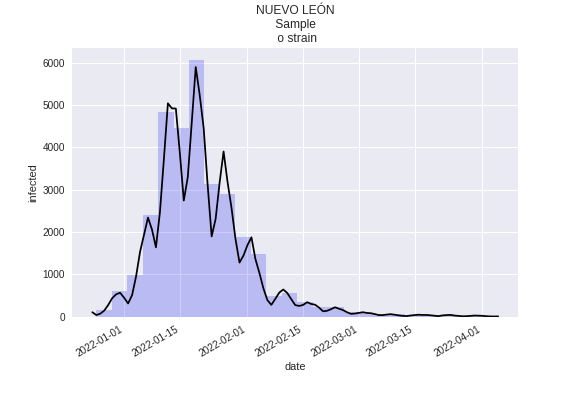 NUEVO LEÓN
Sample
o strain
6000
5000
4000
3000
2000
1000
0
infected
2022-01-01
2022-01-15
2022-02-01
2022-02-15
2022-03-01
2022-03-15
2022-04-01
date